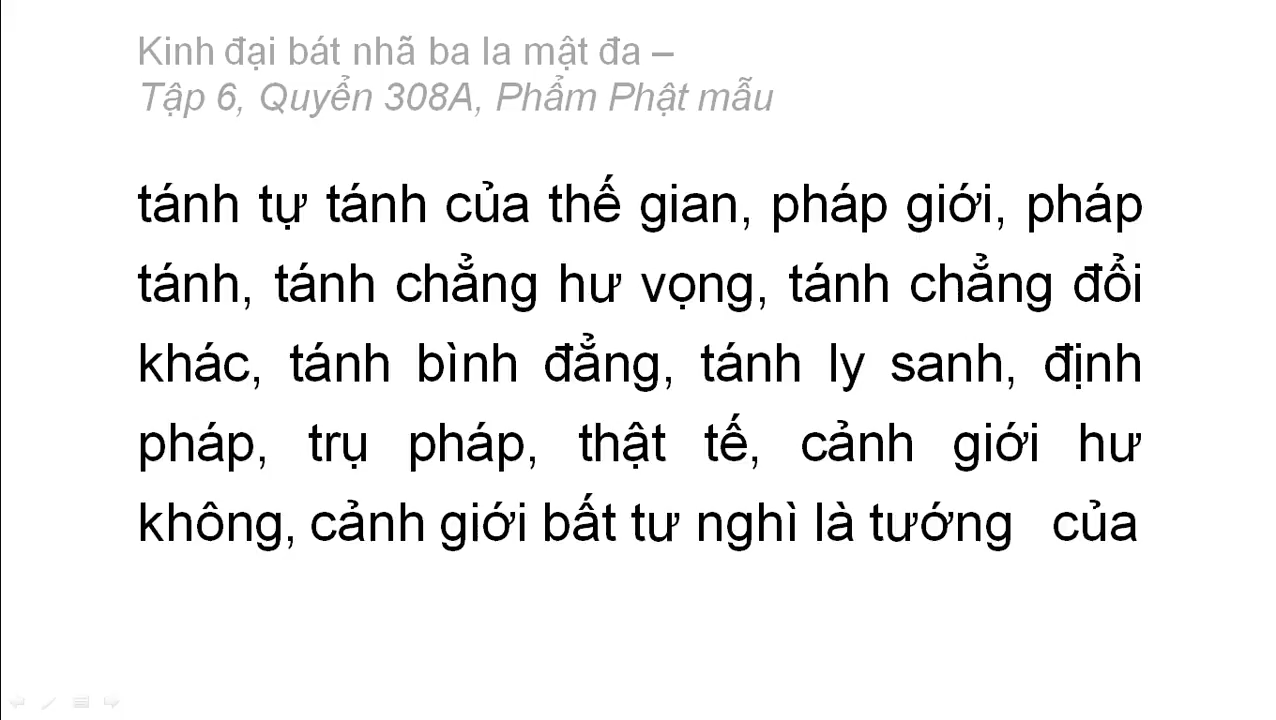 Kinh đại bát nhã ba la mật đa –
Tập 6, Quyển 308A, Phẩm Phật mẫu
tánh tự tánh của thế gian, pháp giới, pháp
tánh, tánh chẳng hư vọng, tánh chẳng đổi
khác, tánh bình đẳng, tánh ly sanh, định
pháp, trụ pháp, thật tế, cảnh giới hư
không, cảnh giới bất tư nghì là tướng của